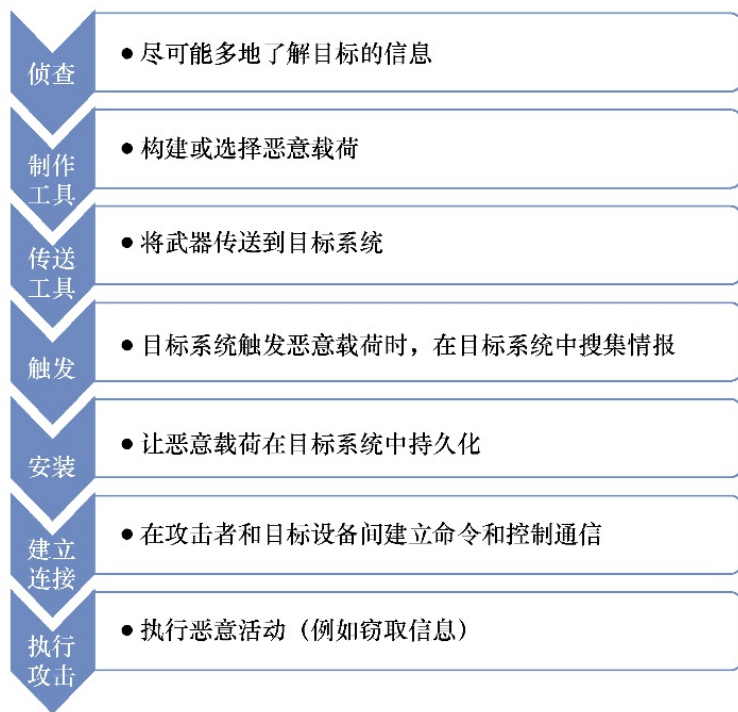 侦查
• 尽可能多地了解目标的信息
制作
工具
• 构建或选择恶意载荷
传送
工具
• 将武器传送到目标系统
触发
• 目标系统触发恶意载荷时，在目标系统中搜集情报
安装
• 让恶意载荷在目标系统中持久化
建立
连接
• 在攻击者和目标设备间建立命令和控制通信
执行
攻击
• 执行恶意活动（例如窃取信息）